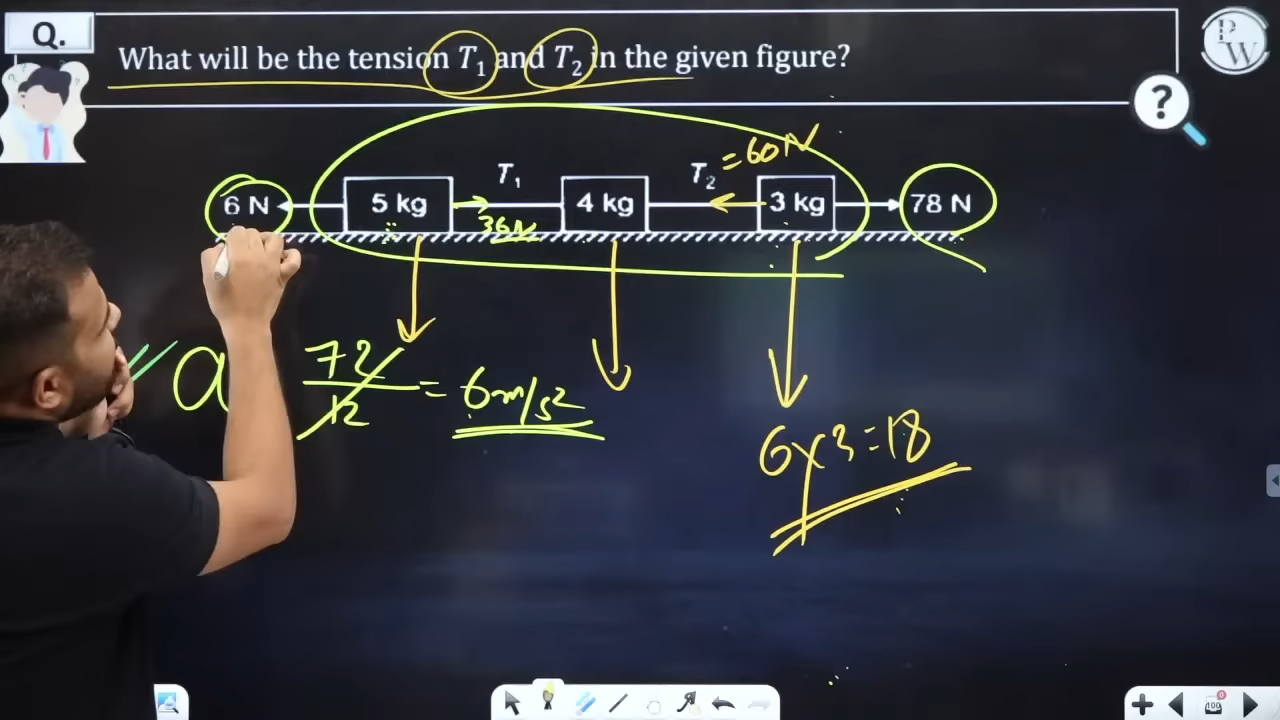 Q.
What will be the tension T₁ and T₂ in the given figure?
PW
?
= 60N
T₁ T₂
6 N 5 kg 4 kg 3 kg 78 N
36N
a 72/12 = 6m/s²
6x3=18